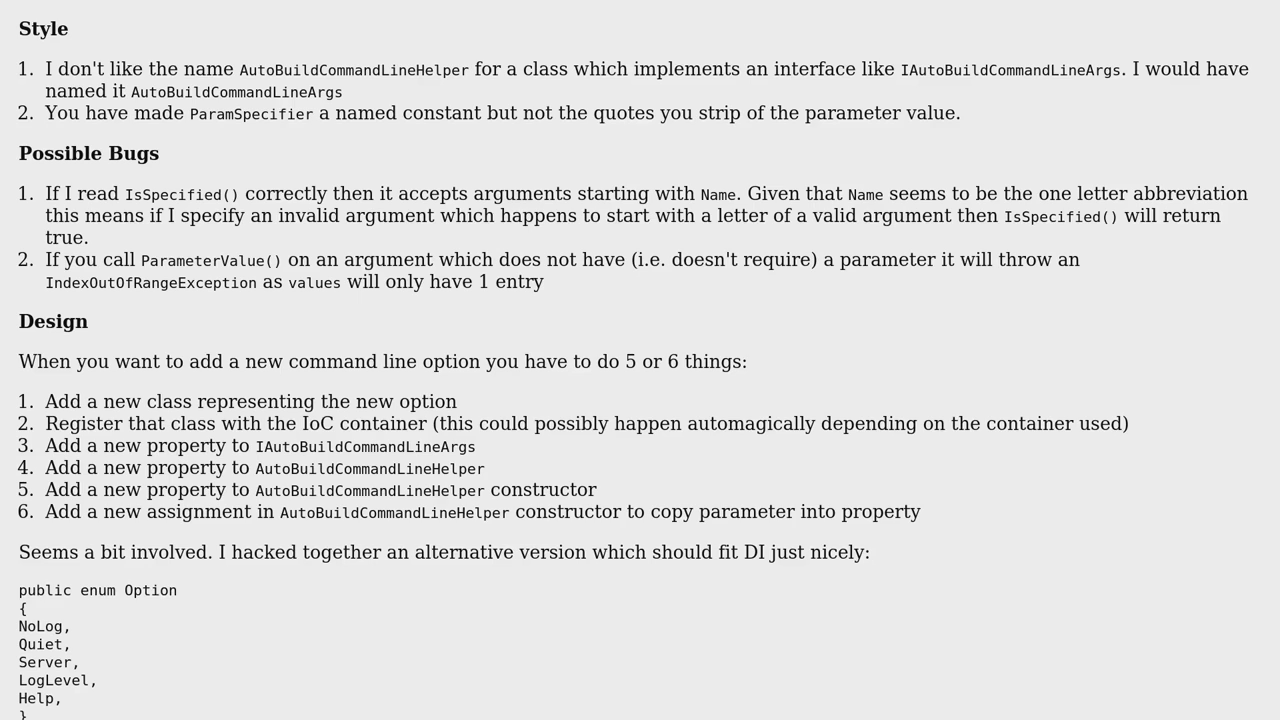 Style
1. I don't like the name AutoBuildCommandLineHelper for a class which implements an interface like IAutoBuildCommandLineArgs. I would have
named it AutoBuildCommandLineArgs
2. You have made ParamSpecifier a named constant but not the quotes you strip of the parameter value.
Possible Bugs
1. If I read IsSpecified() correctly then it accepts arguments starting with Name. Given that Name seems to be the one letter abbreviation
this means if I specify an invalid argument which happens to start with a letter of a valid argument then IsSpecified() will return
true.
2. If you call ParameterValue() on an argument which does not have (i.e. doesn't require) a parameter it will throw an
IndexOutOfRangeException as values will only have 1 entry
Design
When you want to add a new command line option you have to do 5 or 6 things:
1. Add a new class representing the new option
2. Register that class with the IoC container (this could possibly happen automagically depending on the container used)
3. Add a new property to IAutoBuildCommandLineArgs
4. Add a new property to AutoBuildCommandLineHelper
5. Add a new property to AutoBuildCommandLineHelper constructor
6. Add a new assignment in AutoBuildCommandLineHelper constructor to copy parameter into property
Seems a bit involved. I hacked together an alternative version which should fit DI just nicely:
public enum Option
{
NoLog,
Quiet,
Server,
LogLevel,
Help,
}